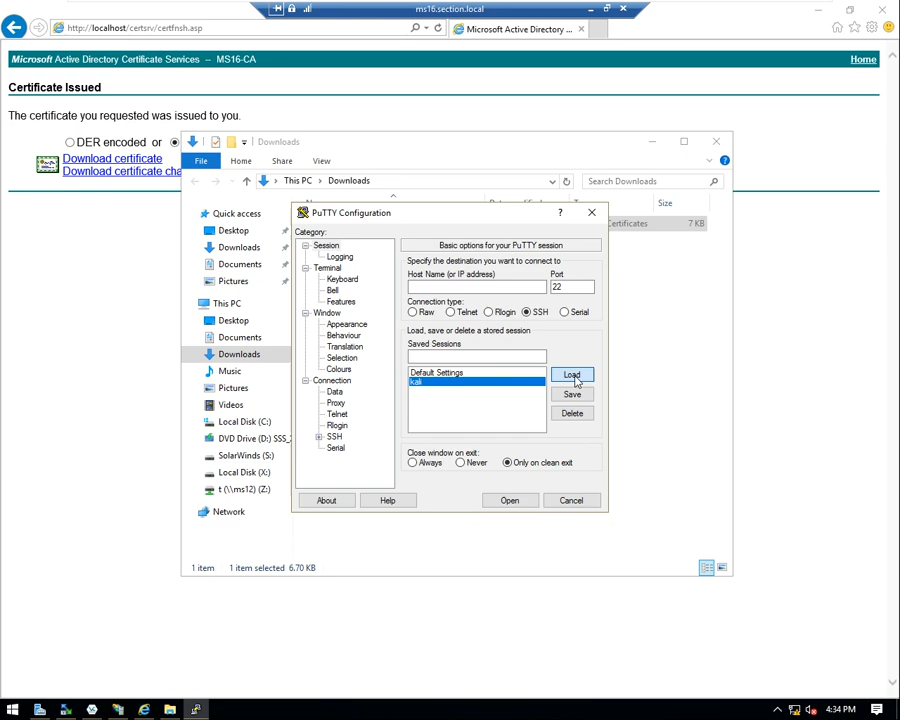 ms16.section.local
http://localhost/certsrv/certfnsh.asp
Microsoft Active Directory ...
Microsoft Active Directory Certificate Services -- MS16-CA
Home
Certificate Issued
The certificate you requested was issued to you.
DER encoded or
Download certificate
Download certificate cha
Downloads
File
Home
Share
View
This PC
Downloads
Search Downloads
Size
Certificates
7 KB
Quick access
Desktop
Downloads
Documents
Pictures
This PC
Desktop
Documents
Downloads
Music
Pictures
Videos
Local Disk (C:)
DVD Drive (D:) SSS_
SolarWinds (S:)
Local Disk (X:)
t (\\ms12) (Z:)
Network
1 item
1 item selected 6.70 KB
PuTTY Configuration
?
Category:
Session
Logging
Terminal
Keyboard
Bell
Features
Window
Appearance
Behaviour
Translation
Selection
Colours
Connection
Data
Proxy
Telnet
Rlogin
SSH
Serial
Basic options for your PuTTY session
Specify the destination you want to connect to
Host Name (or IP address)
Port
22
Connection type:
Raw
Telnet
Rlogin
SSH
Serial
Load, save or delete a stored session
Saved Sessions
Default Settings
kali
Load
Save
Delete
Close window on exit:
Always
Never
Only on clean exit
About
Help
Open
Cancel
4:34 PM